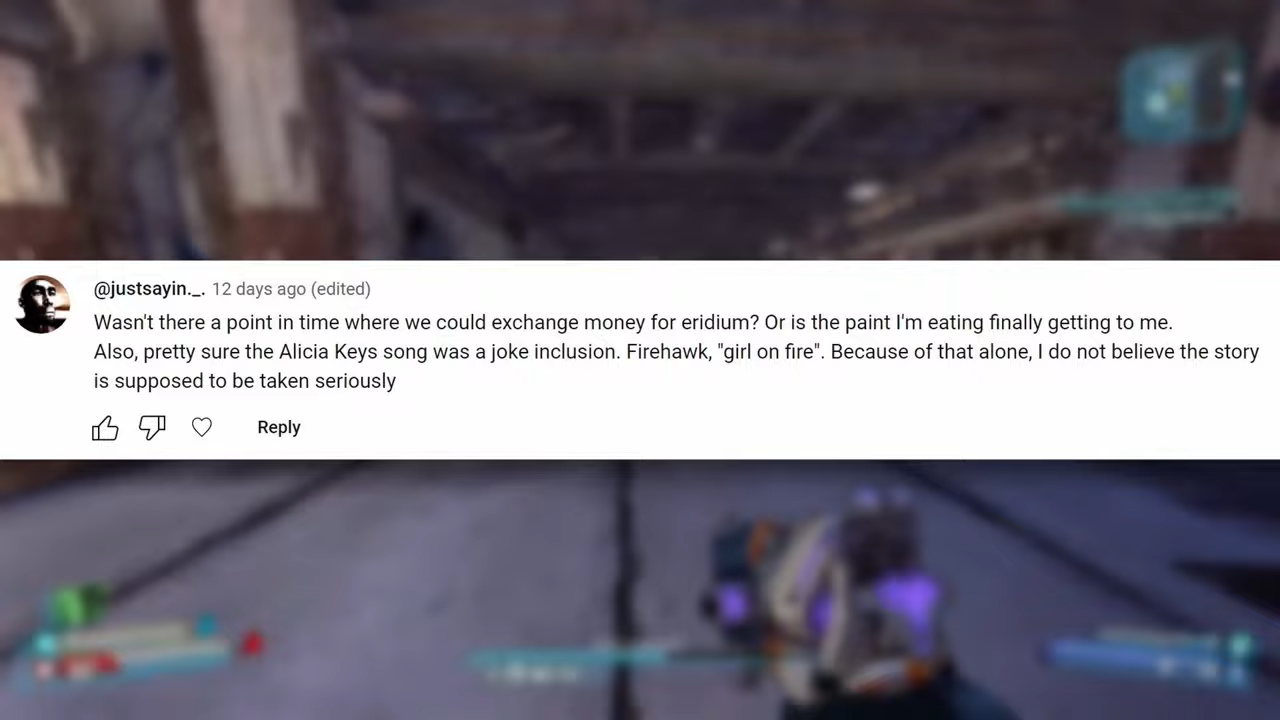 @justsayin._. 12 days ago (edited)
Wasn't there a point in time where we could exchange money for eridium? Or is the paint I'm eating finally getting to me.
Also, pretty sure the Alicia Keys song was a joke inclusion. Firehawk, "girl on fire". Because of that alone, I do not believe the story
is supposed to be taken seriously
Reply